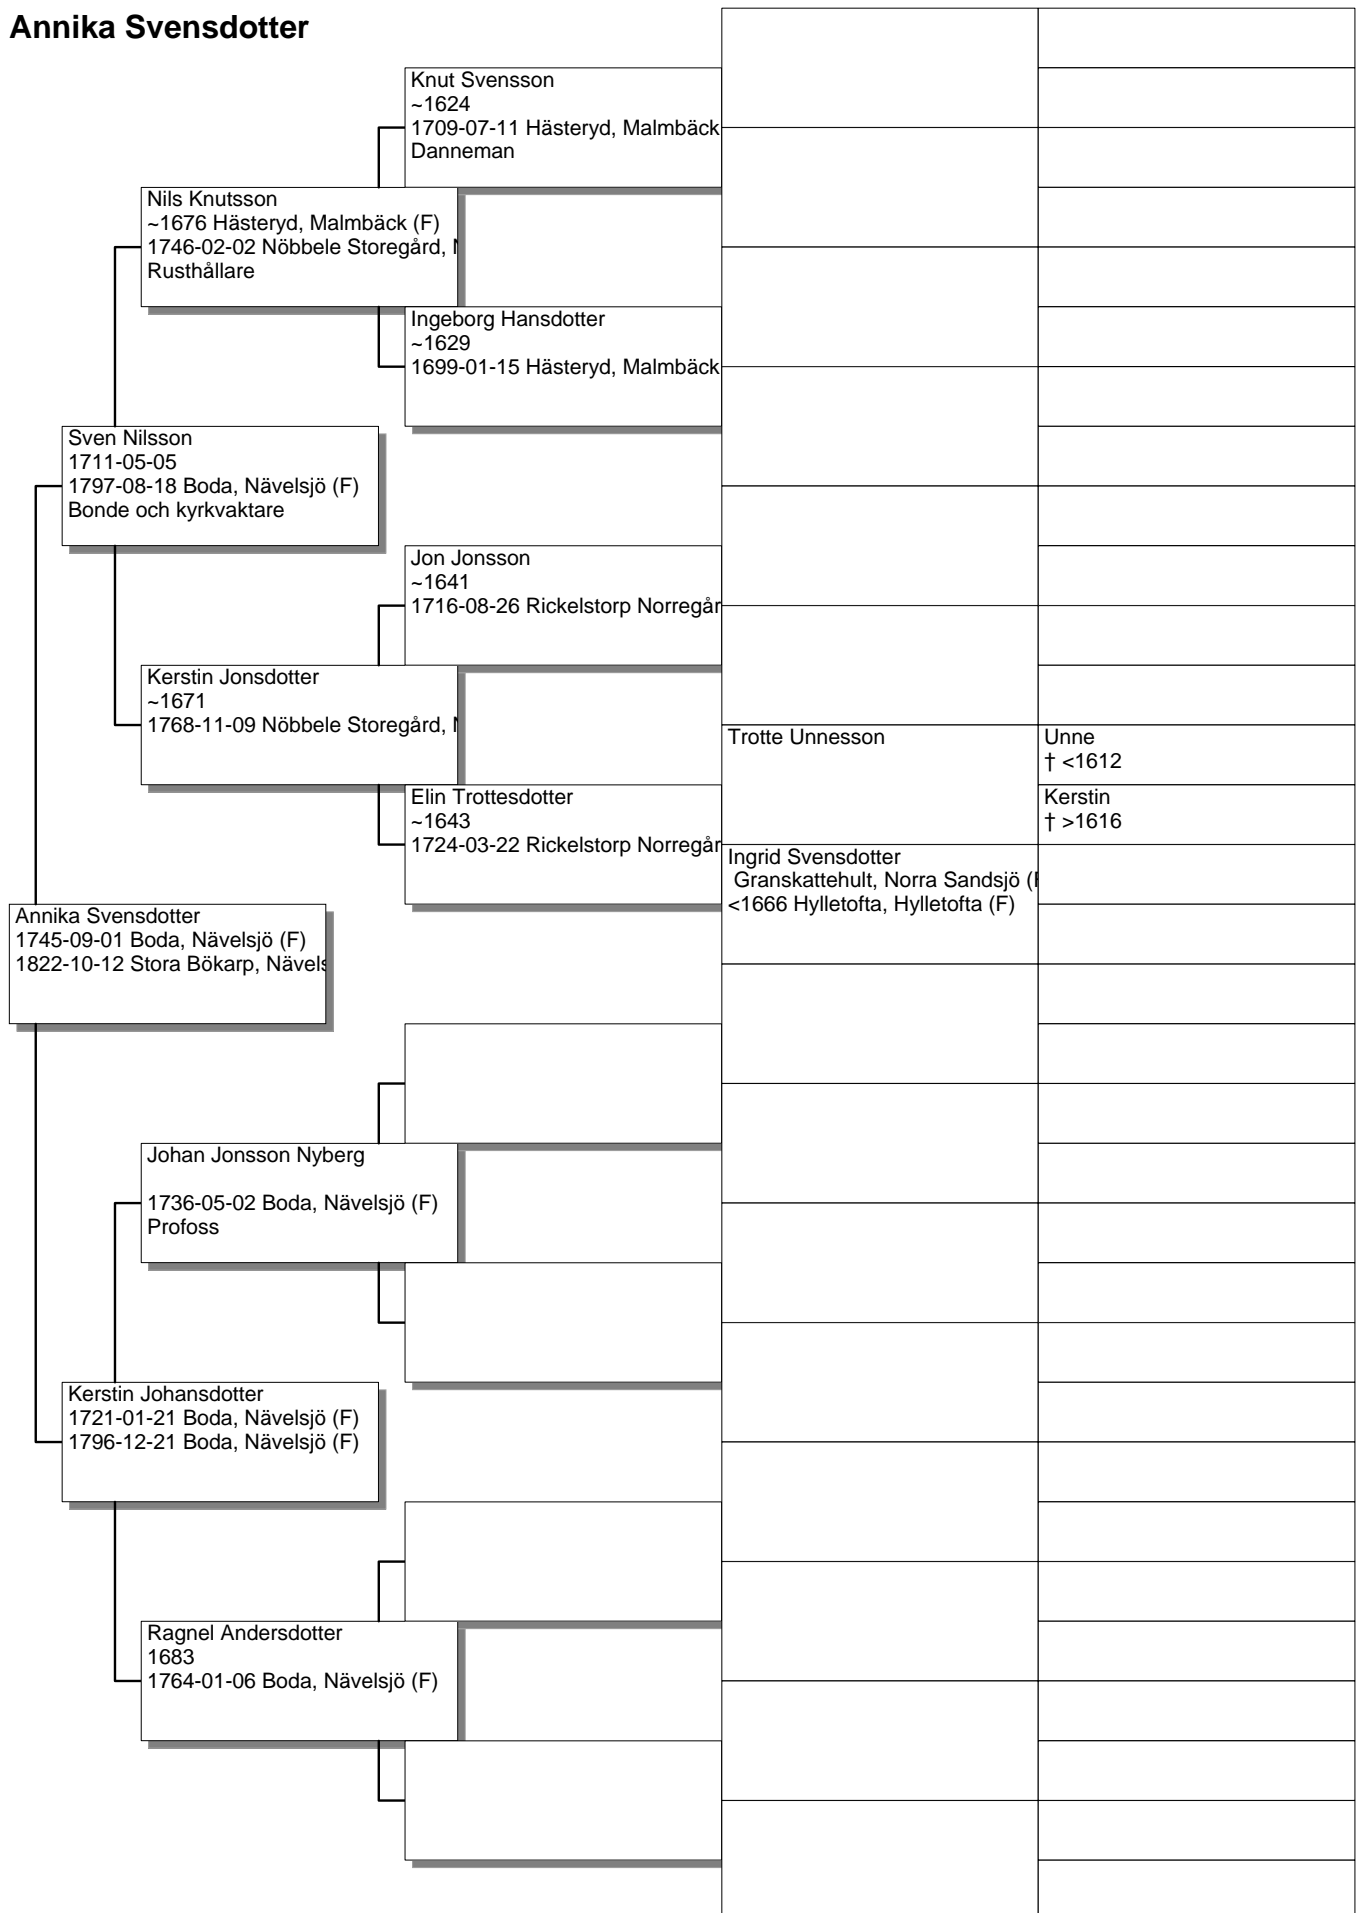 Annika Svensdotter
Knut Svensson
~1624
1709-07-11 Hästeryd, Malmbäck
Danneman
Nils Knutsson
~1676 Hästeryd, Malmbäck (F)
1746-02-02 Nöbbele Storegård,
Rusthållare
Ingeborg Hansdotter
~1629
1699-01-15 Hästeryd, Malmbäck
Sven Nilsson
1711-05-05
1797-08-18 Boda, Nävelsjö (F)
Bonde och kyrkvaktare
Jon Jonsson
~1641
1716-08-26 Rickelstorp Norregår
Kerstin Jonsdotter
~1671
1768-11-09 Nöbbele Storegård,
Trotte Unnesson
Unne
† <1612
Elin Trottesdotter
~1643
1724-03-22 Rickelstorp Norregår
Kerstin
† >1616
Ingrid Svensdotter
Granskattehult, Norra Sandsjö (
<1666 Hylletofta, Hylletofta (F)
Annika Svensdotter
1745-09-01 Boda, Nävelsjö (F)
1822-10-12 Stora Bökarp, Nävels
Johan Jonsson Nyberg
1736-05-02 Boda, Nävelsjö (F)
Profoss
Kerstin Johansdotter
1721-01-21 Boda, Nävelsjö (F)
1796-12-21 Boda, Nävelsjö (F)
Ragnel Andersdotter
1683
1764-01-06 Boda, Nävelsjö (F)